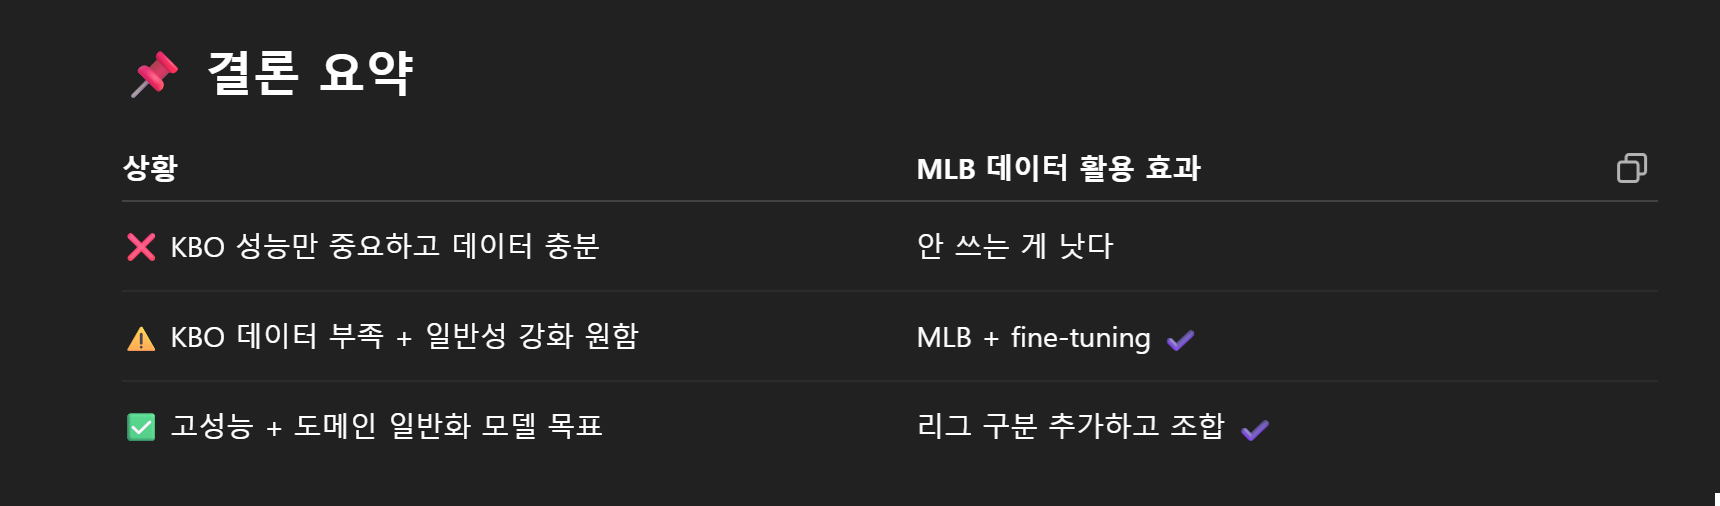 📌 결론 요약
상황 MLB 데이터 활용 효과
❌ KBO 성능만 중요하고 데이터 충분 안 쓰는 게 낫다
⚠️ KBO 데이터 부족 + 일반성 강화 원함 MLB + fine-tuning ✔
✅ 고성능 + 도메인 일반화 모델 목표 리그 구분 추가하고 조합 ✔